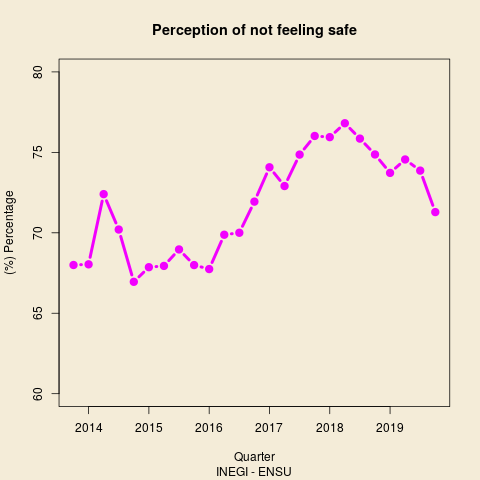 Perception of not feeling safe
80
75
70
65
60
(%) Percentage
2014 2015 2016 2017 2018 2019
Quarter
INEGI - ENSU